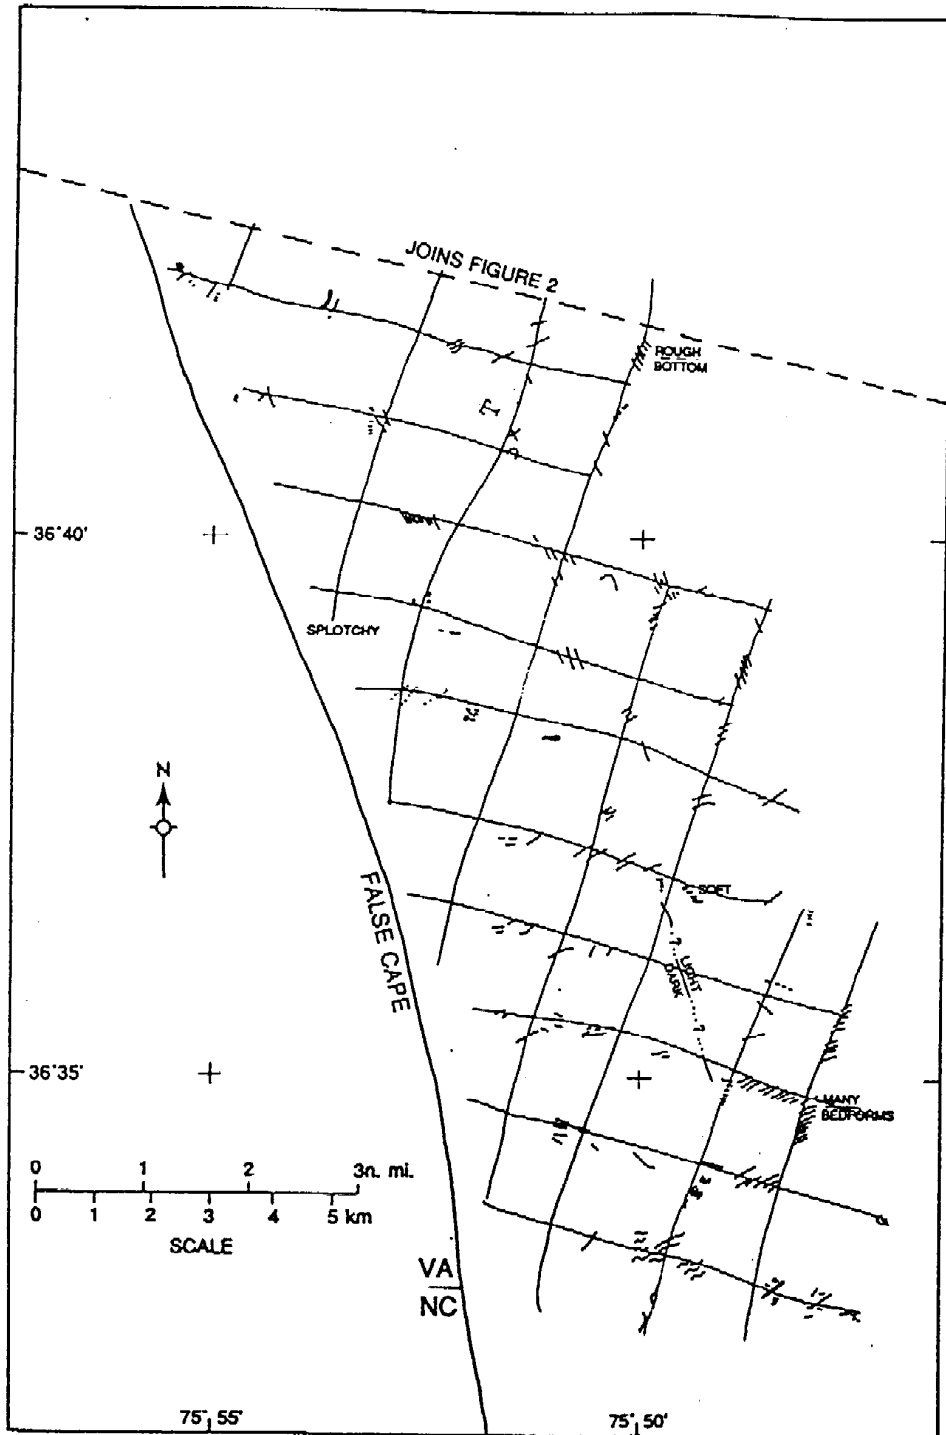 JOINS FIGURE 2
ROUGH
BOTTOM
36°40'
SPLOTCHY
N
SOFT
FALSE CAPE
? LIGHT
DARK
?
36°35'
MANY
BEDFORMS
0 1 2 3n. mi.
0 1 2 3 4 5 km
SCALE
VA
NC
75° 55'
75° 50'